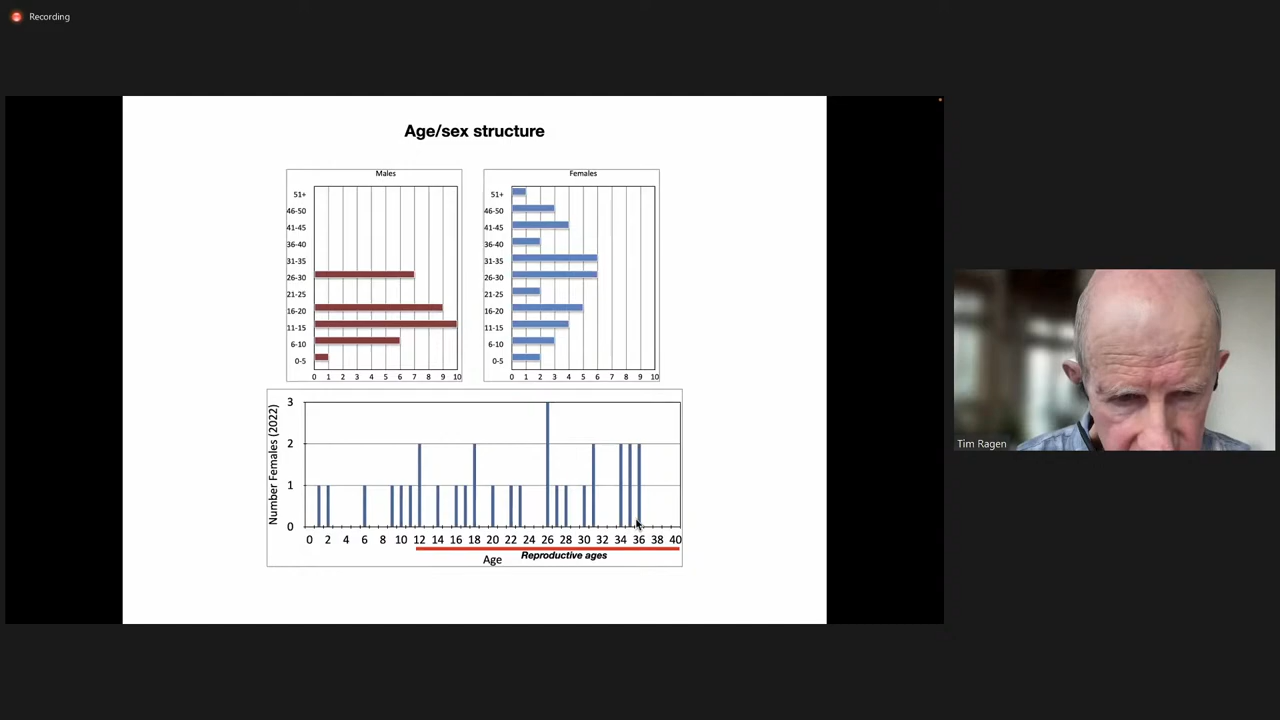 Recording
Age/sex structure
Males
51+
46-50
41-45
36-40
31-35
26-30
21-25
16-20
11-15
6-10
0-5
0 1 2 3 4 5 6 7 8 9 10
Females
51+
46-50
41-45
36-40
31-35
26-30
21-25
16-20
11-15
6-10
0-5
0 1 2 3 4 5 6 7 8 9 10
Number Females (2022)
3
2
1
0
0 2 4 6 8 10 12 14 16 18 20 22 24 26 28 30 32 34 36 38 40
Reproductive ages
Age
Tim Ragen